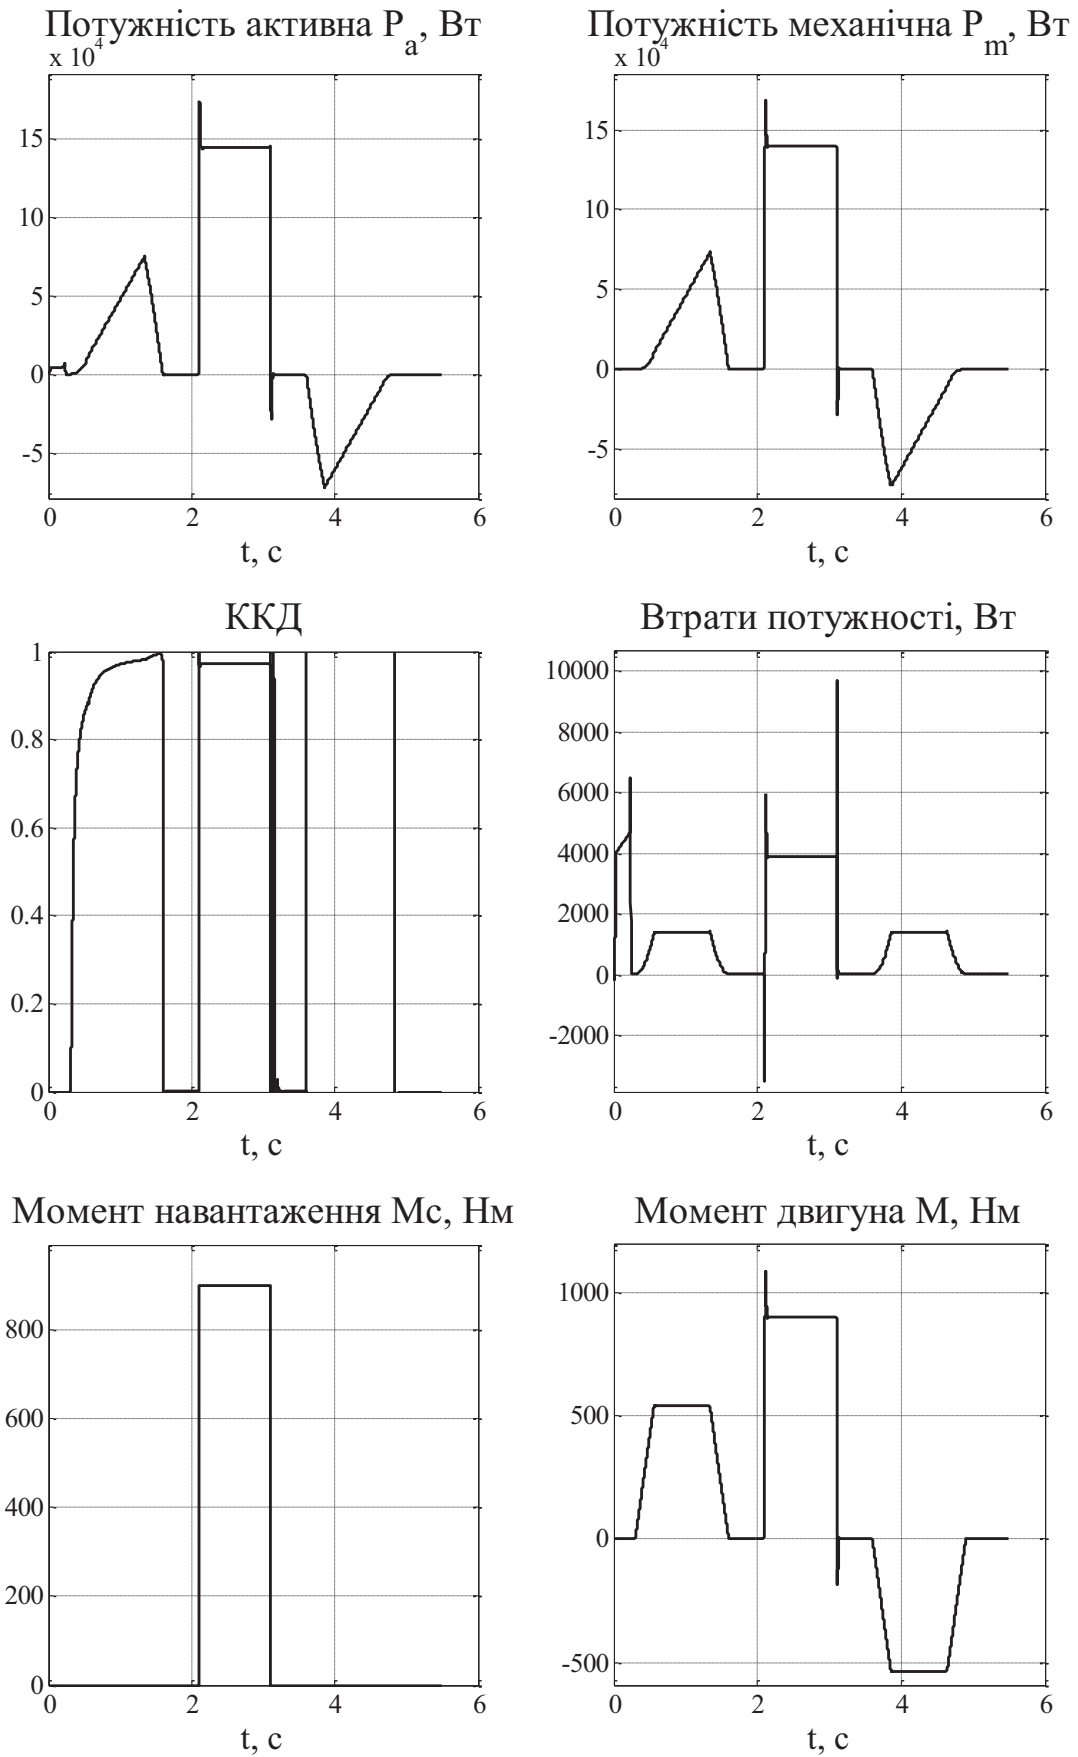 Потужність активна Pa, Вт
x 10^4
15
10
5
0
-5
0 2 4 6
t, с
Потужність механічна Pm, Вт
x 10^4
15
10
5
0
-5
0 2 4 6
t, с
ККД
1
0.8
0.6
0.4
0.2
0
0 2 4 6
t, с
Втрати потужності, Вт
10000
8000
6000
4000
2000
0
-2000
0 2 4 6
t, с
Момент навантаження Мс, Нм
800
600
400
200
0
0 2 4 6
t, с
Момент двигуна М, Нм
1000
500
0
-500
0 2 4 6
t, с